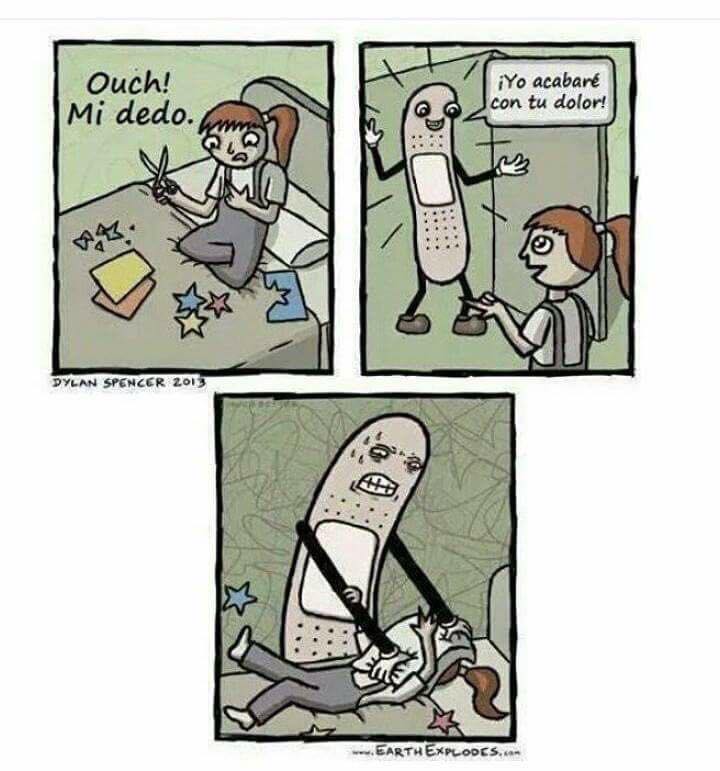 Ouch!
Mi dedo.
¡Yo acabaré
con tu dolor!
DYLAN SPENCER 2013
www.EARTHEXPLODES.com